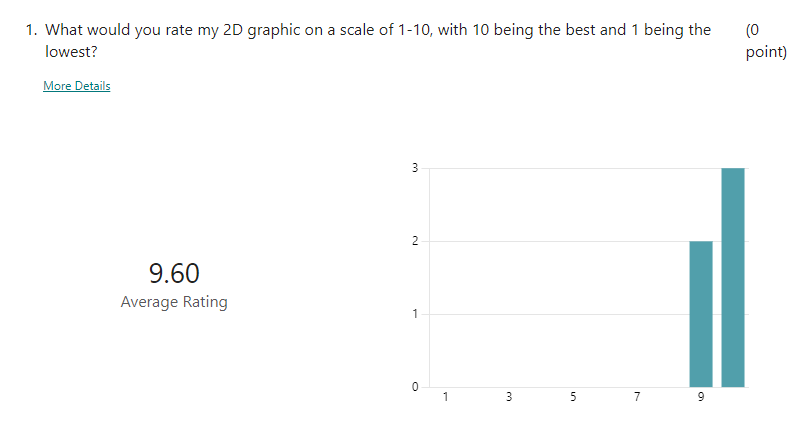 1. What would you rate my 2D graphic on a scale of 1-10, with 10 being the best and 1 being the (0
lowest? point)
More Details
3
2
9.60
Average Rating
1
0
1 3 5 7 9